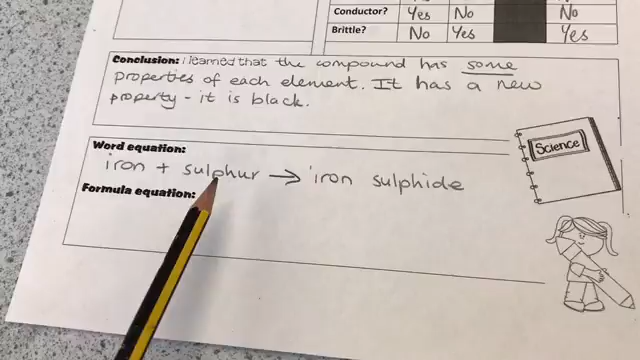 Conductor? Yes No No
Brittle? No Yes Yes
Conclusion: I learned that the compound has some
properties of each element. It has a new
property - it is black.
Word equation:
iron + sulphur → iron sulphide
Formula equation:
Science